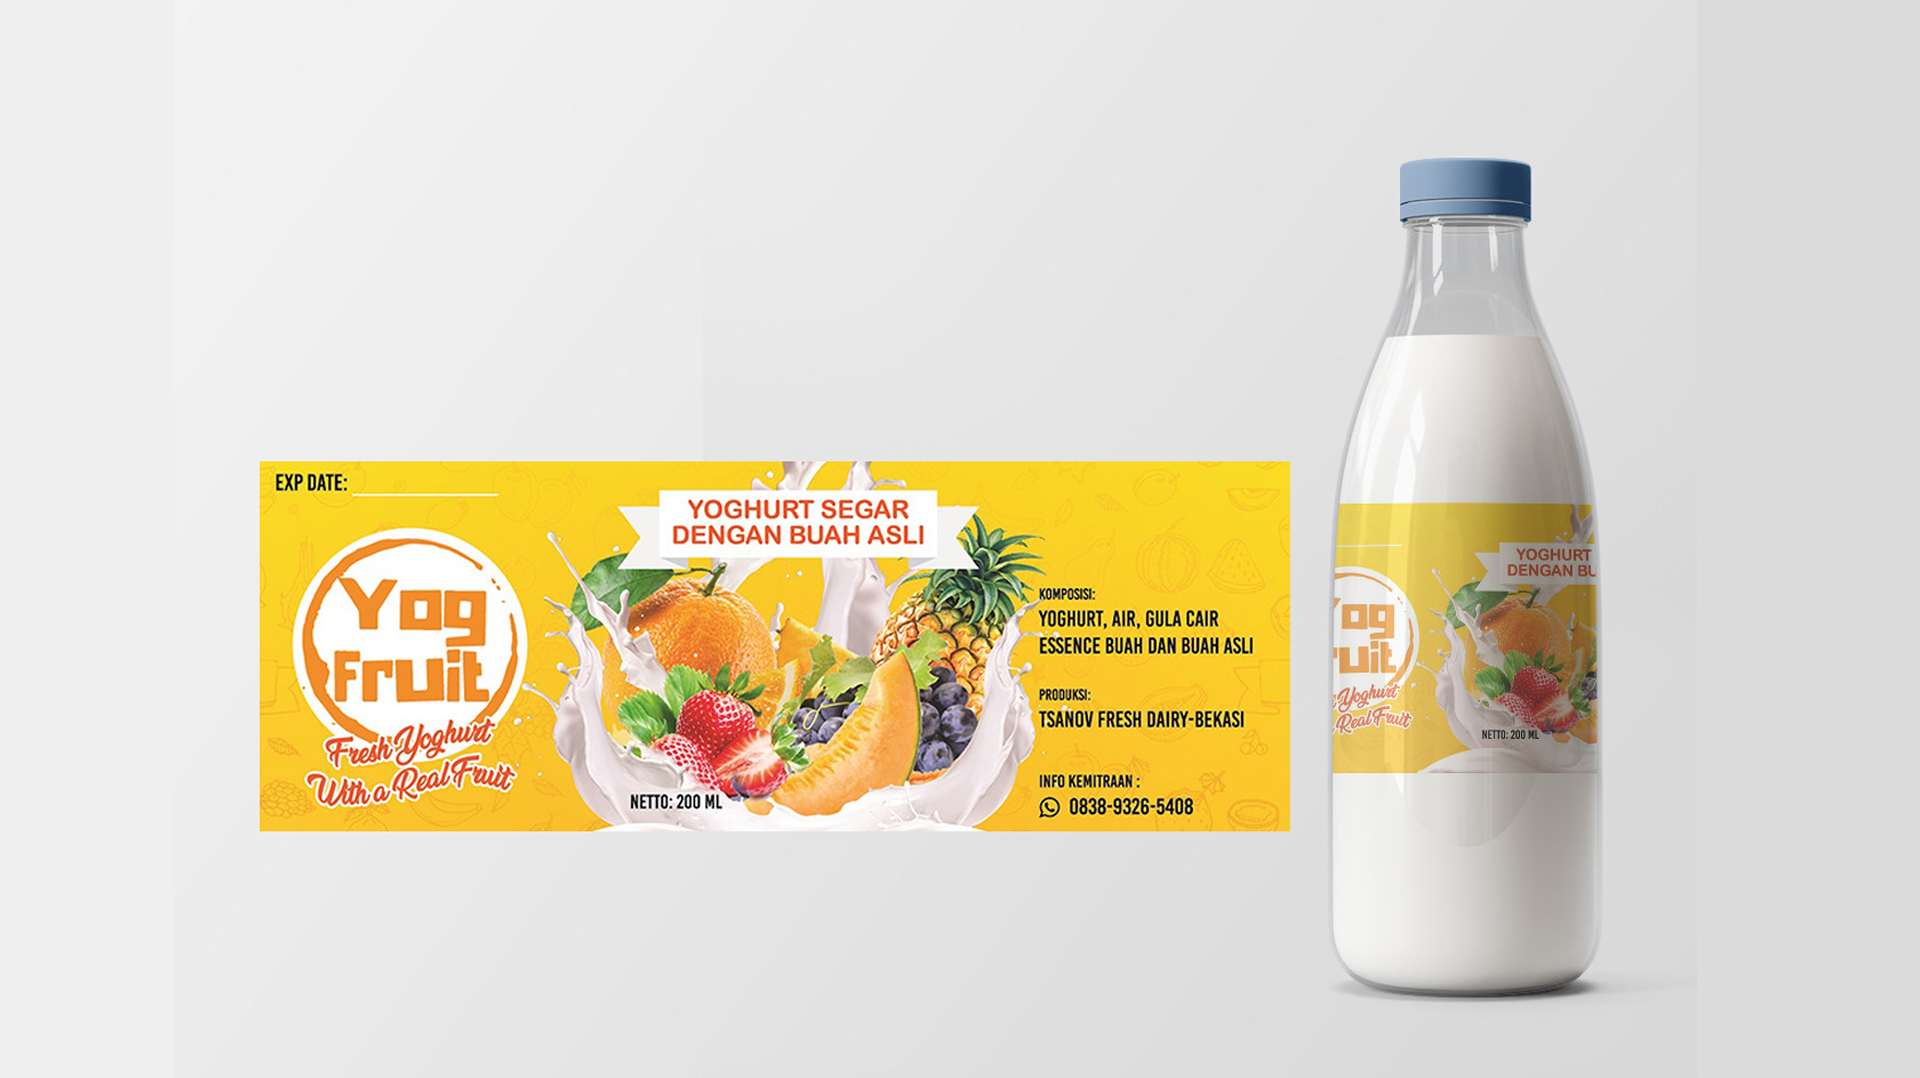 EXP DATE:
Yog
Fruit
Fresh Yoghurt
With a Real Fruit
YOGHURT SEGAR
DENGAN BUAH ASLI
NETTO: 200 ML
KOMPOSISI:
YOGHURT, AIR, GULA CAIR
ESSENCE BUAH DAN BUAH ASLI
PRODUKSI:
TSANOV FRESH DAIRY-BEKASI
INFO KEMITRAAN :
0838-9326-5408
YOGHURT
DENGAN BU
Yog
ruit
Yoghurt
Real Fruit
NETTO: 200 ML